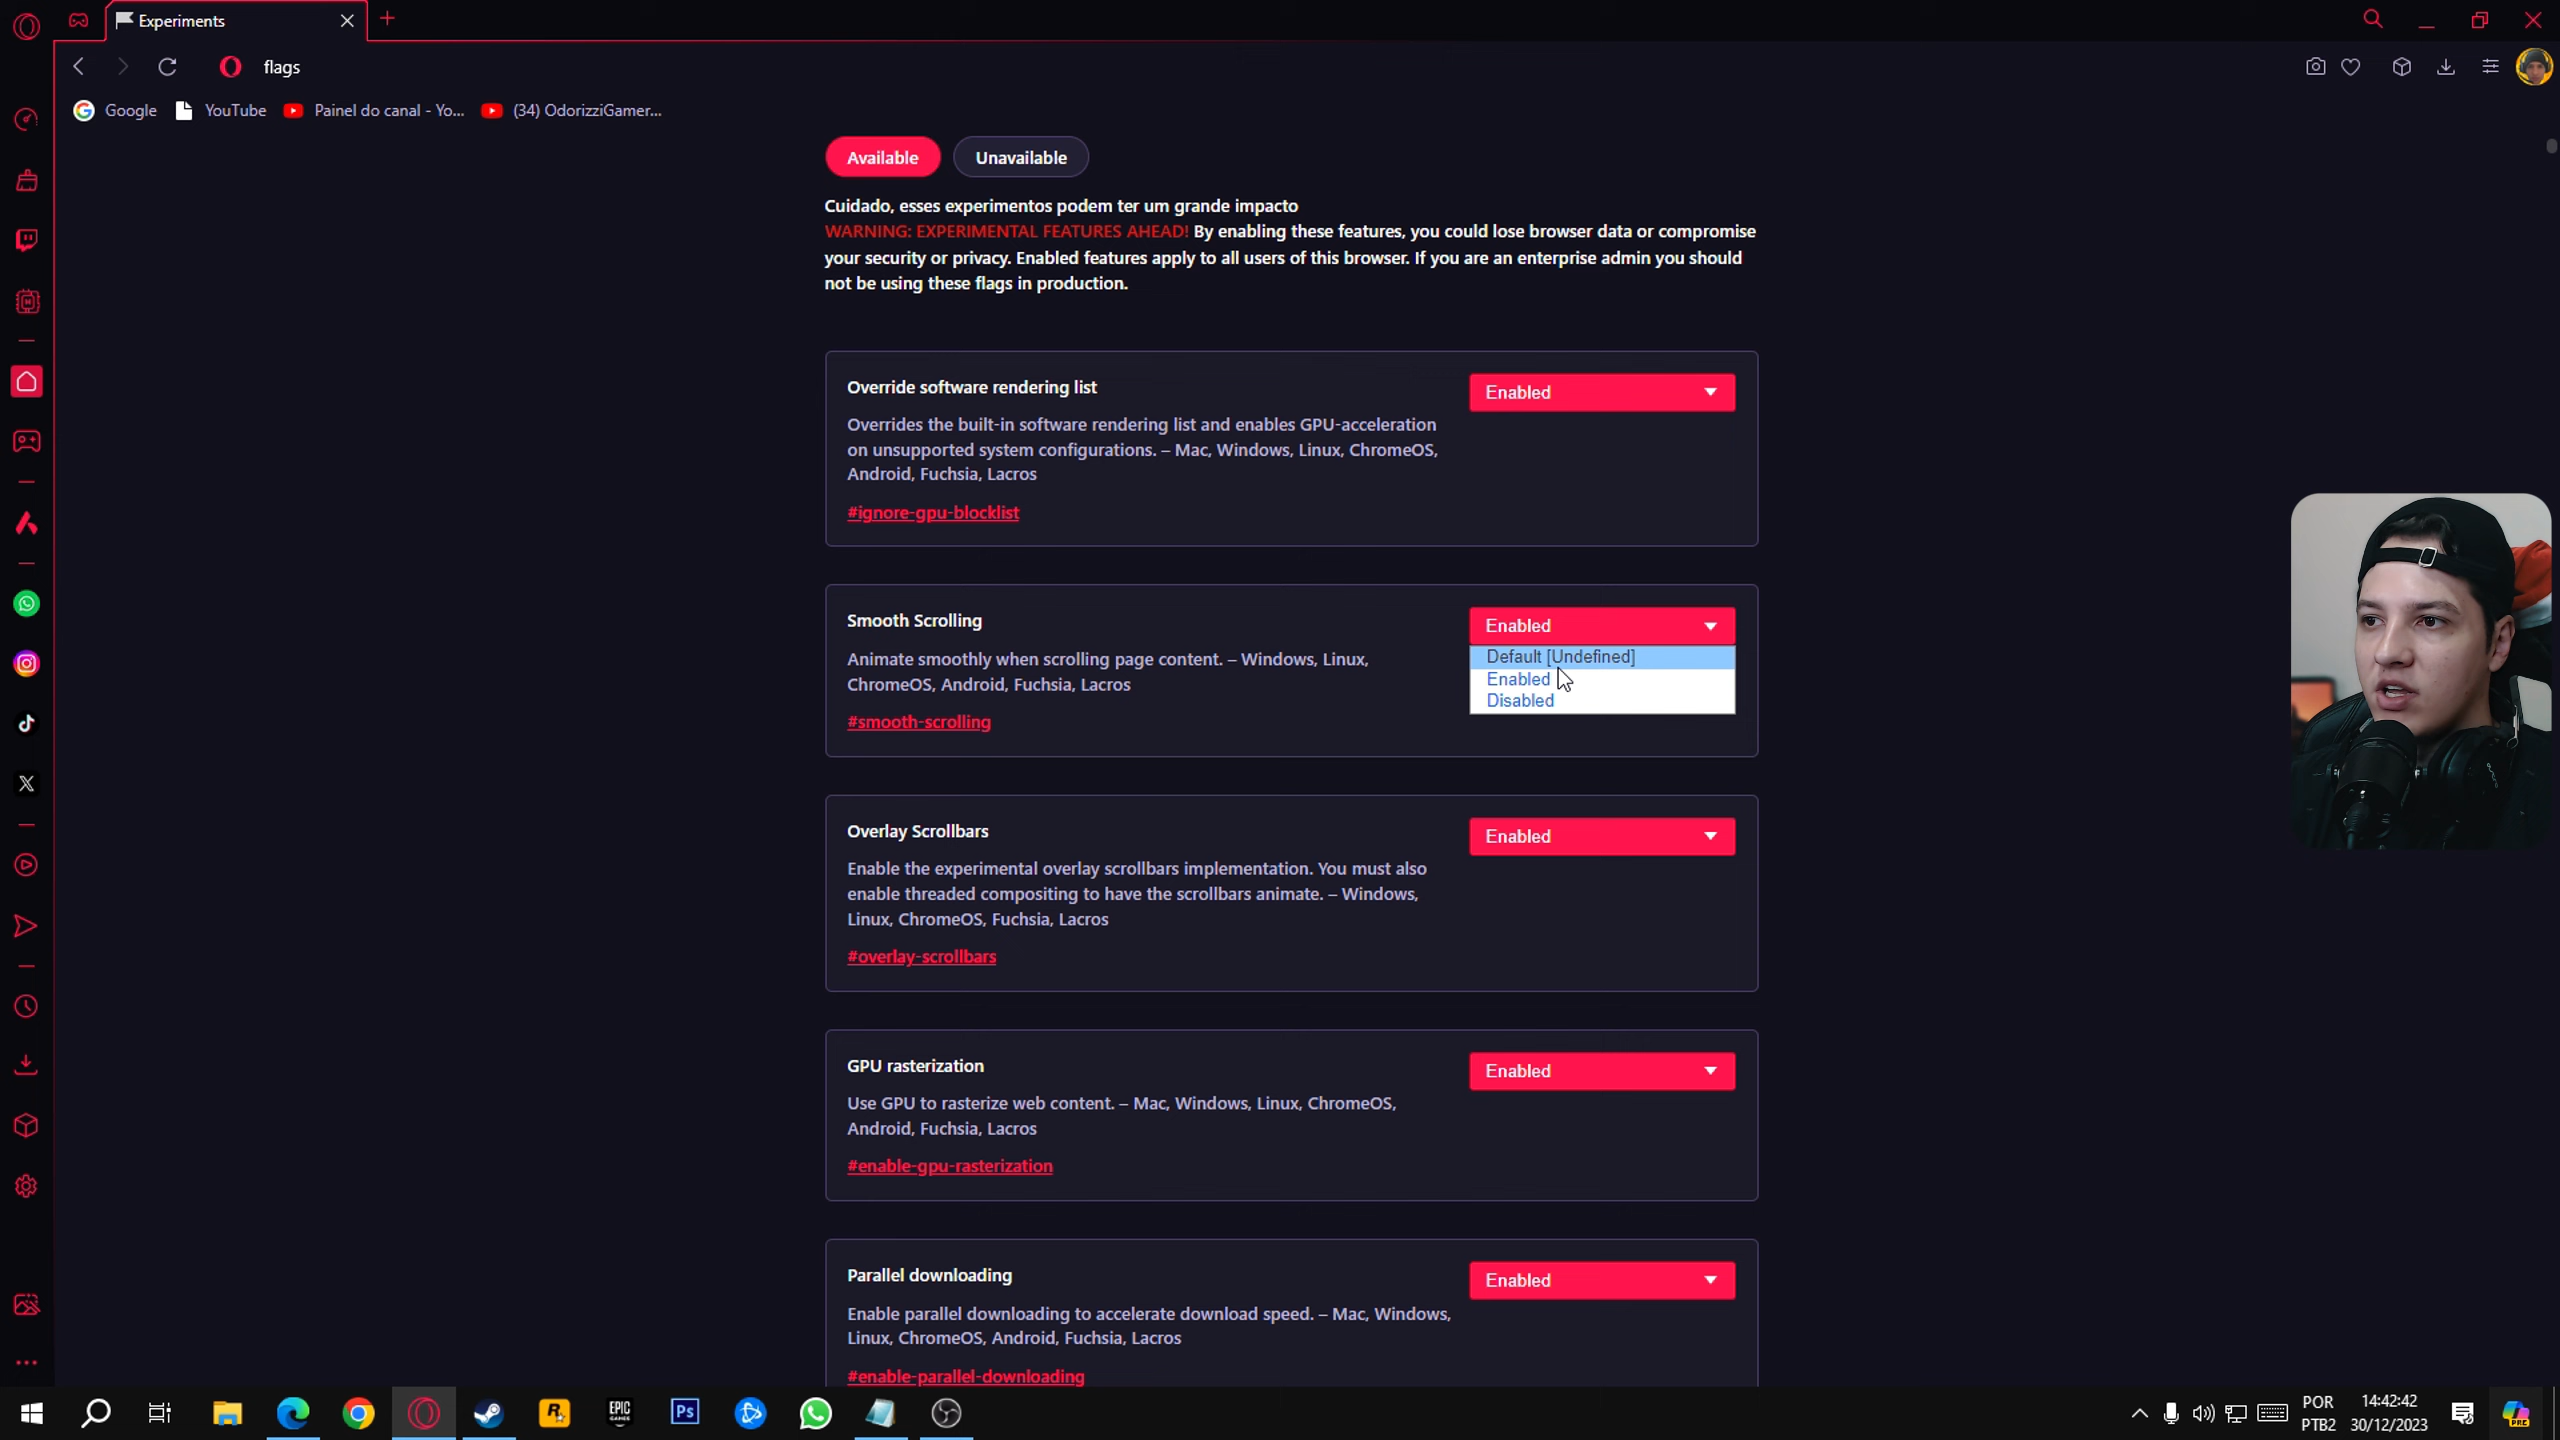 Experiments
flags
Google
YouTube
Painel do canal - Yo...
(34) OdorizziGamer...
Available
Unavailable
Cuidado, esses experimentos podem ter um grande impacto
WARNING: EXPERIMENTAL FEATURES AHEAD! By enabling these features, you could lose browser data or compromise
your security or privacy. Enabled features apply to all users of this browser. If you are an enterprise admin you should
not be using these flags in production.
Override software rendering list
Enabled
Overrides the built-in software rendering list and enables GPU-acceleration
on unsupported system configurations. – Mac, Windows, Linux, ChromeOS,
Android, Fuchsia, Lacros
#ignore-gpu-blocklist
Smooth Scrolling
Enabled
Default [Undefined]
Enabled
Disabled
Animate smoothly when scrolling page content. – Windows, Linux,
ChromeOS, Android, Fuchsia, Lacros
#smooth-scrolling
Overlay Scrollbars
Enabled
Enable the experimental overlay scrollbars implementation. You must also
enable threaded compositing to have the scrollbars animate. – Windows,
Linux, ChromeOS, Fuchsia, Lacros
#overlay-scrollbars
GPU rasterization
Enabled
Use GPU to rasterize web content. – Mac, Windows, Linux, ChromeOS,
Android, Fuchsia, Lacros
#enable-gpu-rasterization
Parallel downloading
Enabled
Enable parallel downloading to accelerate download speed. – Mac, Windows,
Linux, ChromeOS, Android, Fuchsia, Lacros
#enable-parallel-downloading
EPIC
GAMES
Ps
POR
PTB2
14:42:42
30/12/2023
PRE